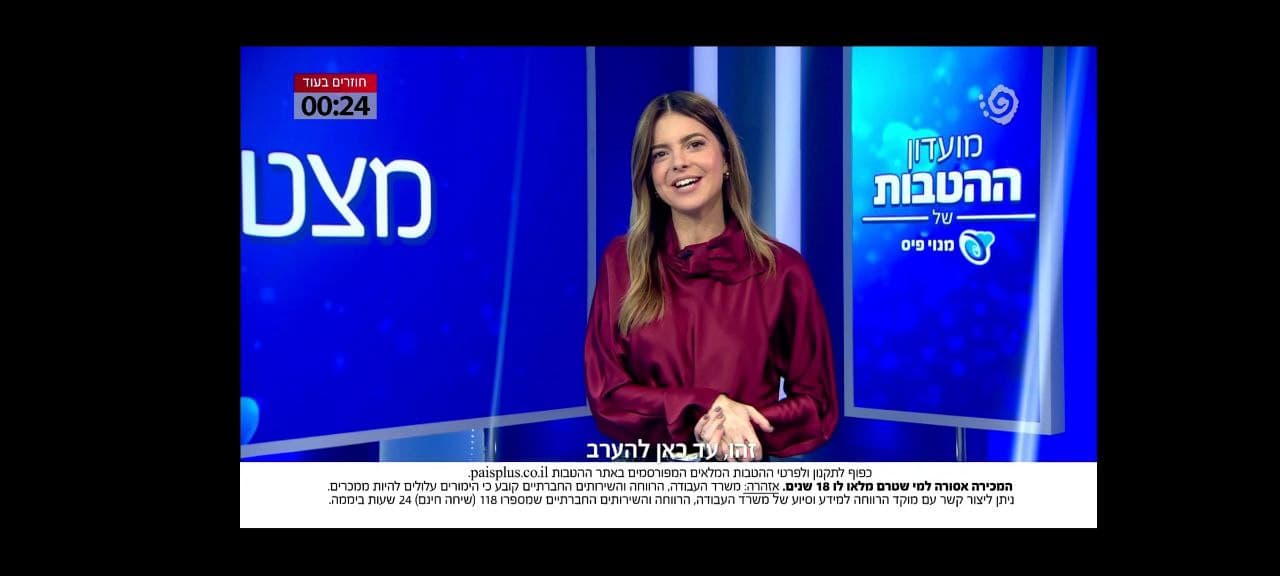 חוזרים בעוד
00:24
מועדון
ההטבות
של
מנוי פיס
מצט
זהו, עד כאן להערב
כפוף לתקנון ולפרטי ההטבות המלאים המפורסמים באתר ההטבות paisplus.co.il.
המכירה אסורה למי שטרם מלאו לו 18 שנים. אזהרה: משרד העבודה, הרווחה והשירותים החברתיים קובע כי הימורים עלולים להיות ממכרים.
ניתן ליצור קשר עם מוקד הרווחה למידע וסיוע של משרד העבודה, הרווחה והשירותים החברתיים שמספרו 118 (שיחה חינם) 24 שעות ביממה.